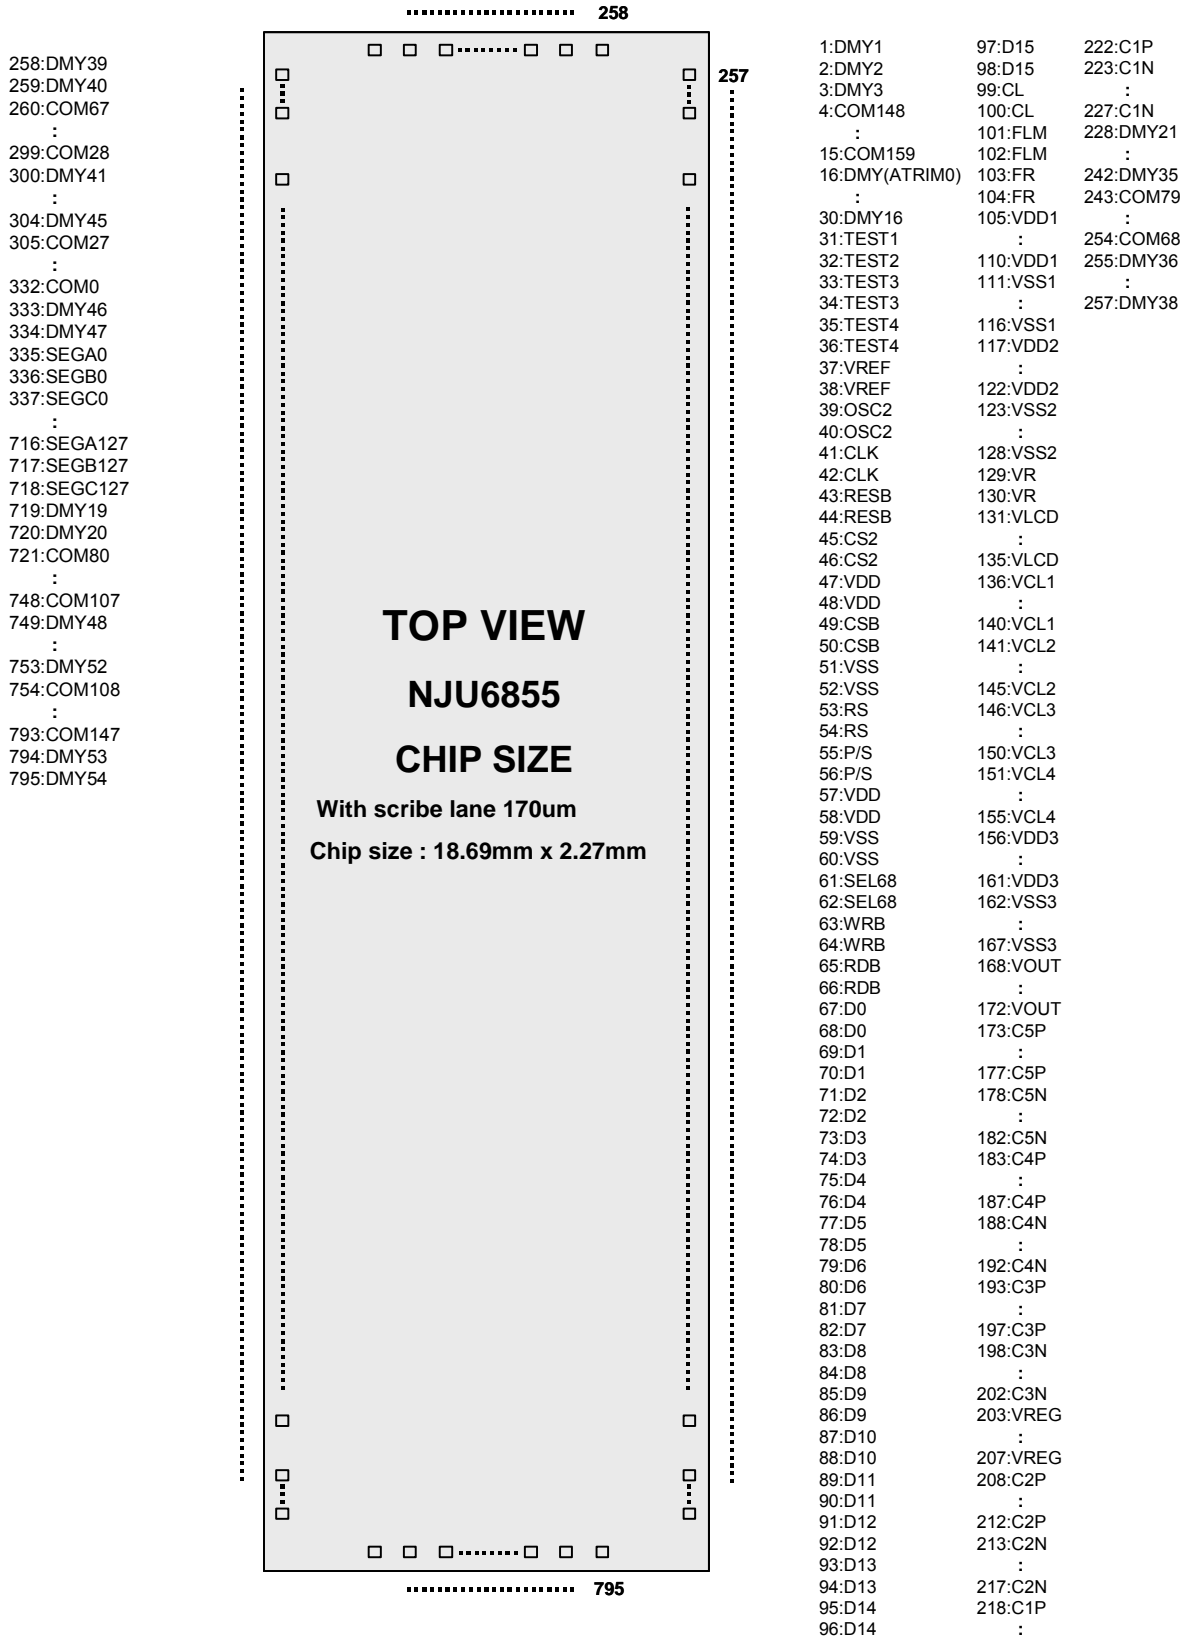 258
258:DMY39
259:DMY40
260:COM67
:
299:COM28
300:DMY41
:
304:DMY45
305:COM27
:
332:COM0
333:DMY46
334:DMY47
335:SEGA0
336:SEGB0
337:SEGC0
:
716:SEGA127
717:SEGB127
718:SEGC127
719:DMY19
720:DMY20
721:COM80
:
748:COM107
749:DMY48
:
753:DMY52
754:COM108
:
793:COM147
794:DMY53
795:DMY54
257
TOP VIEW
NJU6855
CHIP SIZE
With scribe lane 170um
Chip size : 18.69mm x 2.27mm
795
1:DMY1
2:DMY2
3:DMY3
4:COM148
:
15:COM159
16:DMY(ATRIM0)
:
30:DMY16
31:TEST1
32:TEST2
33:TEST3
34:TEST3
35:TEST4
36:TEST4
37:VREF
38:VREF
39:OSC2
40:OSC2
41:CLK
42:CLK
43:RESB
44:RESB
45:CS2
46:CS2
47:VDD
48:VDD
49:CSB
50:CSB
51:VSS
52:VSS
53:RS
54:RS
55:P/S
56:P/S
57:VDD
58:VDD
59:VSS
60:VSS
61:SEL68
62:SEL68
63:WRB
64:WRB
65:RDB
66:RDB
67:D0
68:D0
69:D1
70:D1
71:D2
72:D2
73:D3
74:D3
75:D4
76:D4
77:D5
78:D5
79:D6
80:D6
81:D7
82:D7
83:D8
84:D8
85:D9
86:D9
87:D10
88:D10
89:D11
90:D11
91:D12
92:D12
93:D13
94:D13
95:D14
96:D14
97:D15
98:D15
99:CL
100:CL
101:FLM
102:FLM
103:FR
104:FR
105:VDD1
:
110:VDD1
111:VSS1
:
116:VSS1
117:VDD2
:
122:VDD2
123:VSS2
:
128:VSS2
129:VR
130:VR
131:VLCD
:
135:VLCD
136:VCL1
:
140:VCL1
141:VCL2
:
145:VCL2
146:VCL3
:
150:VCL3
151:VCL4
:
155:VCL4
156:VDD3
:
161:VDD3
162:VSS3
:
167:VSS3
168:VOUT
:
172:VOUT
173:C5P
:
177:C5P
178:C5N
:
182:C5N
183:C4P
:
187:C4P
188:C4N
:
192:C4N
193:C3P
:
197:C3P
198:C3N
:
202:C3N
203:VREG
:
207:VREG
208:C2P
:
212:C2P
213:C2N
:
217:C2N
218:C1P
:
222:C1P
223:C1N
:
227:C1N
228:DMY21
:
242:DMY35
243:COM79
:
254:COM68
255:DMY36
:
257:DMY38